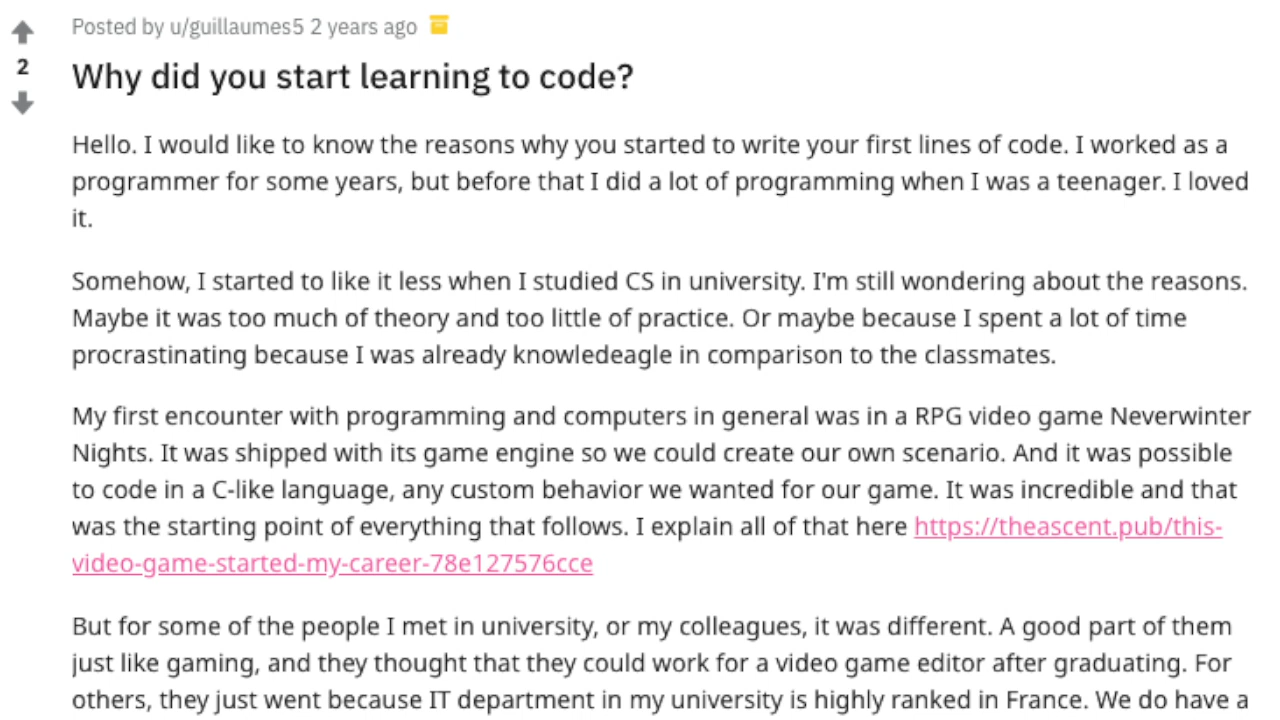 Posted by u/guillaumes5 2 years ago
2
Why did you start learning to code?
Hello. I would like to know the reasons why you started to write your first lines of code. I worked as a
programmer for some years, but before that I did a lot of programming when I was a teenager. I loved
it.
Somehow, I started to like it less when I studied CS in university. I'm still wondering about the reasons.
Maybe it was too much of theory and too little of practice. Or maybe because I spent a lot of time
procrastinating because I was already knowledeagle in comparison to the classmates.
My first encounter with programming and computers in general was in a RPG video game Neverwinter
Nights. It was shipped with its game engine so we could create our own scenario. And it was possible
to code in a C-like language, any custom behavior we wanted for our game. It was incredible and that
was the starting point of everything that follows. I explain all of that here https://theascent.pub/this-
video-game-started-my-career-78e127576cce
But for some of the people I met in university, or my colleagues, it was different. A good part of them
just like gaming, and they thought that they could work for a video game editor after graduating. For
others, they just went because IT department in my university is highly ranked in France. We do have a